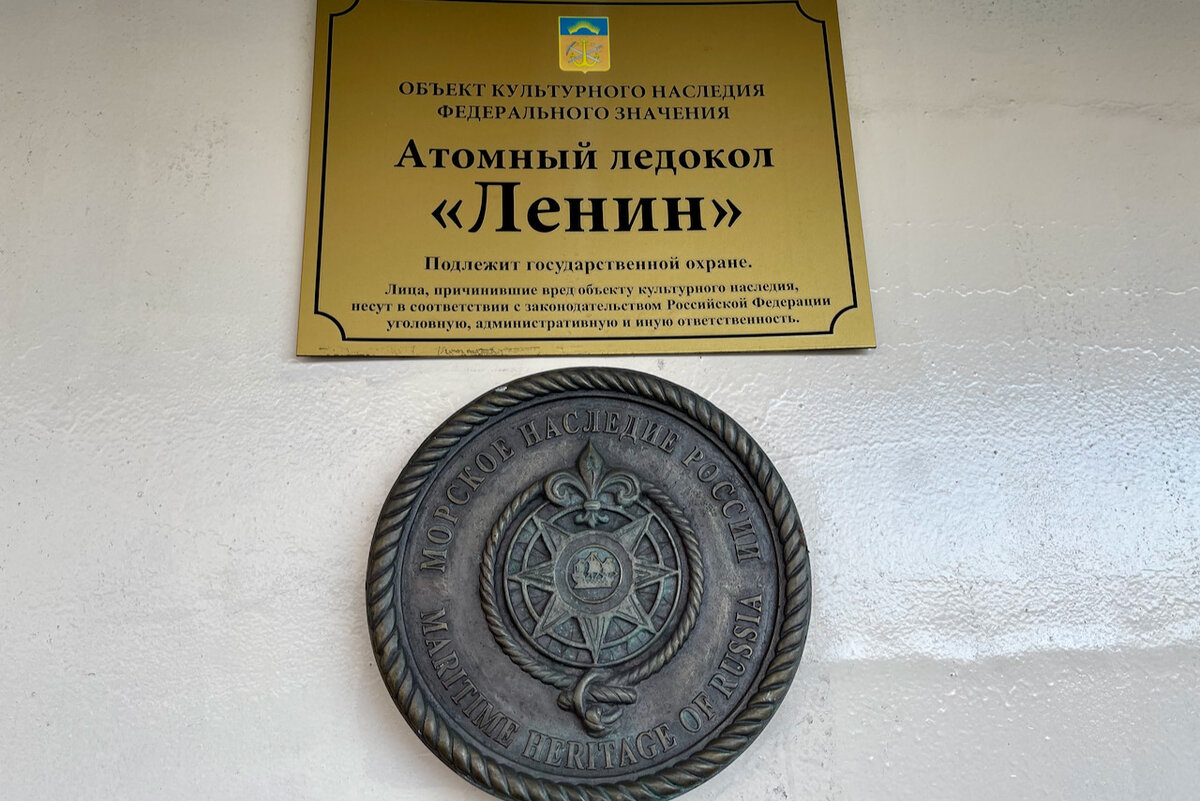 ОБЪЕКТ КУЛЬТУРНОГО НАСЛЕДИЯ
ФЕДЕРАЛЬНОГО ЗНАЧЕНИЯ
Атомный ледокол
«Ленин»
Подлежит государственной охране.
Лица, причинившие вред объекту культурного наследия,
несут в соответствии с законодательством Российской Федерации
уголовную, административную и иную ответственность.
МОРСКОЕ НАСЛЕДИЕ РОССИИ
MARITIME HERITAGE OF RUSSIA